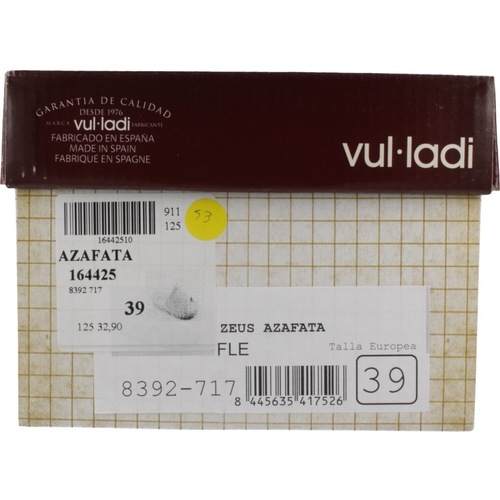 GARANTIA DE CALIDAD
DESDE 1976
MARCA vul·ladi FABRICANTE
FABRICADO EN ESPAÑA
MADE IN SPAIN
FABRIQUE EN SPAGNE
vul·ladi
911
125
53
16442510
AZAFATA
164425
8392 717
39
125 32,90
ZEUS AZAFATA
FLE
Talla Europea
8392-717
8 445635 417526
39